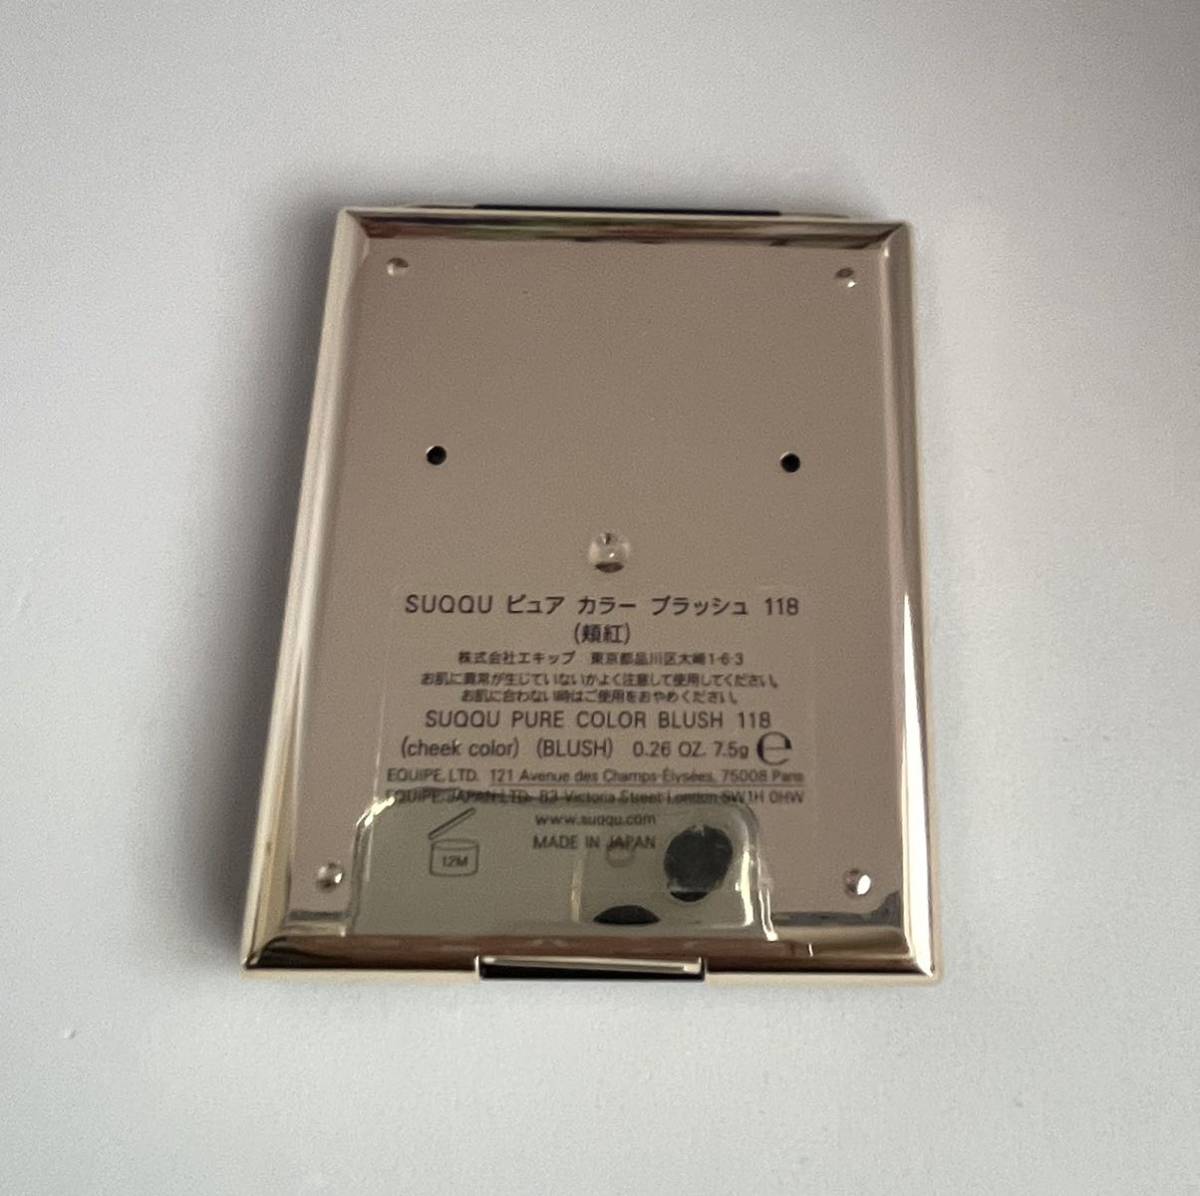 SUQQU ピュア カラー ブラッシュ 118
(頬紅)
株式会社エキップ 東京都品川区大崎1-6-3
お肌に異常が生じていないかよく注意して使用してください。
お肌に合わない時はご使用をおやめください。
SUQQU PURE COLOR BLUSH 118
(cheek color) (BLUSH) 0.26 OZ. 7.5g ℮
EQUIPE, LTD. 121 Avenue des Champs-Élysées, 75008 Paris
EQUIPE, JAPAN LTD. 83 Victoria Street London SW1H 0HW
www.suqqu.com
MADE IN JAPAN
12M